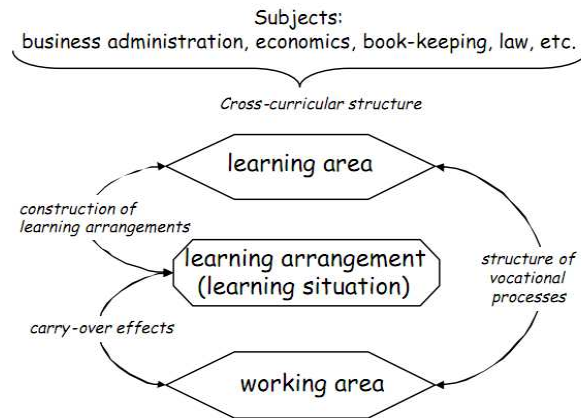 Subjects:
business administration, economics, book-keeping, law, etc.
Cross-curricular structure
learning area
construction of
learning arrangements
learning arrangement
(learning situation)
structure of
vocational
processes
carry-over effects
working area